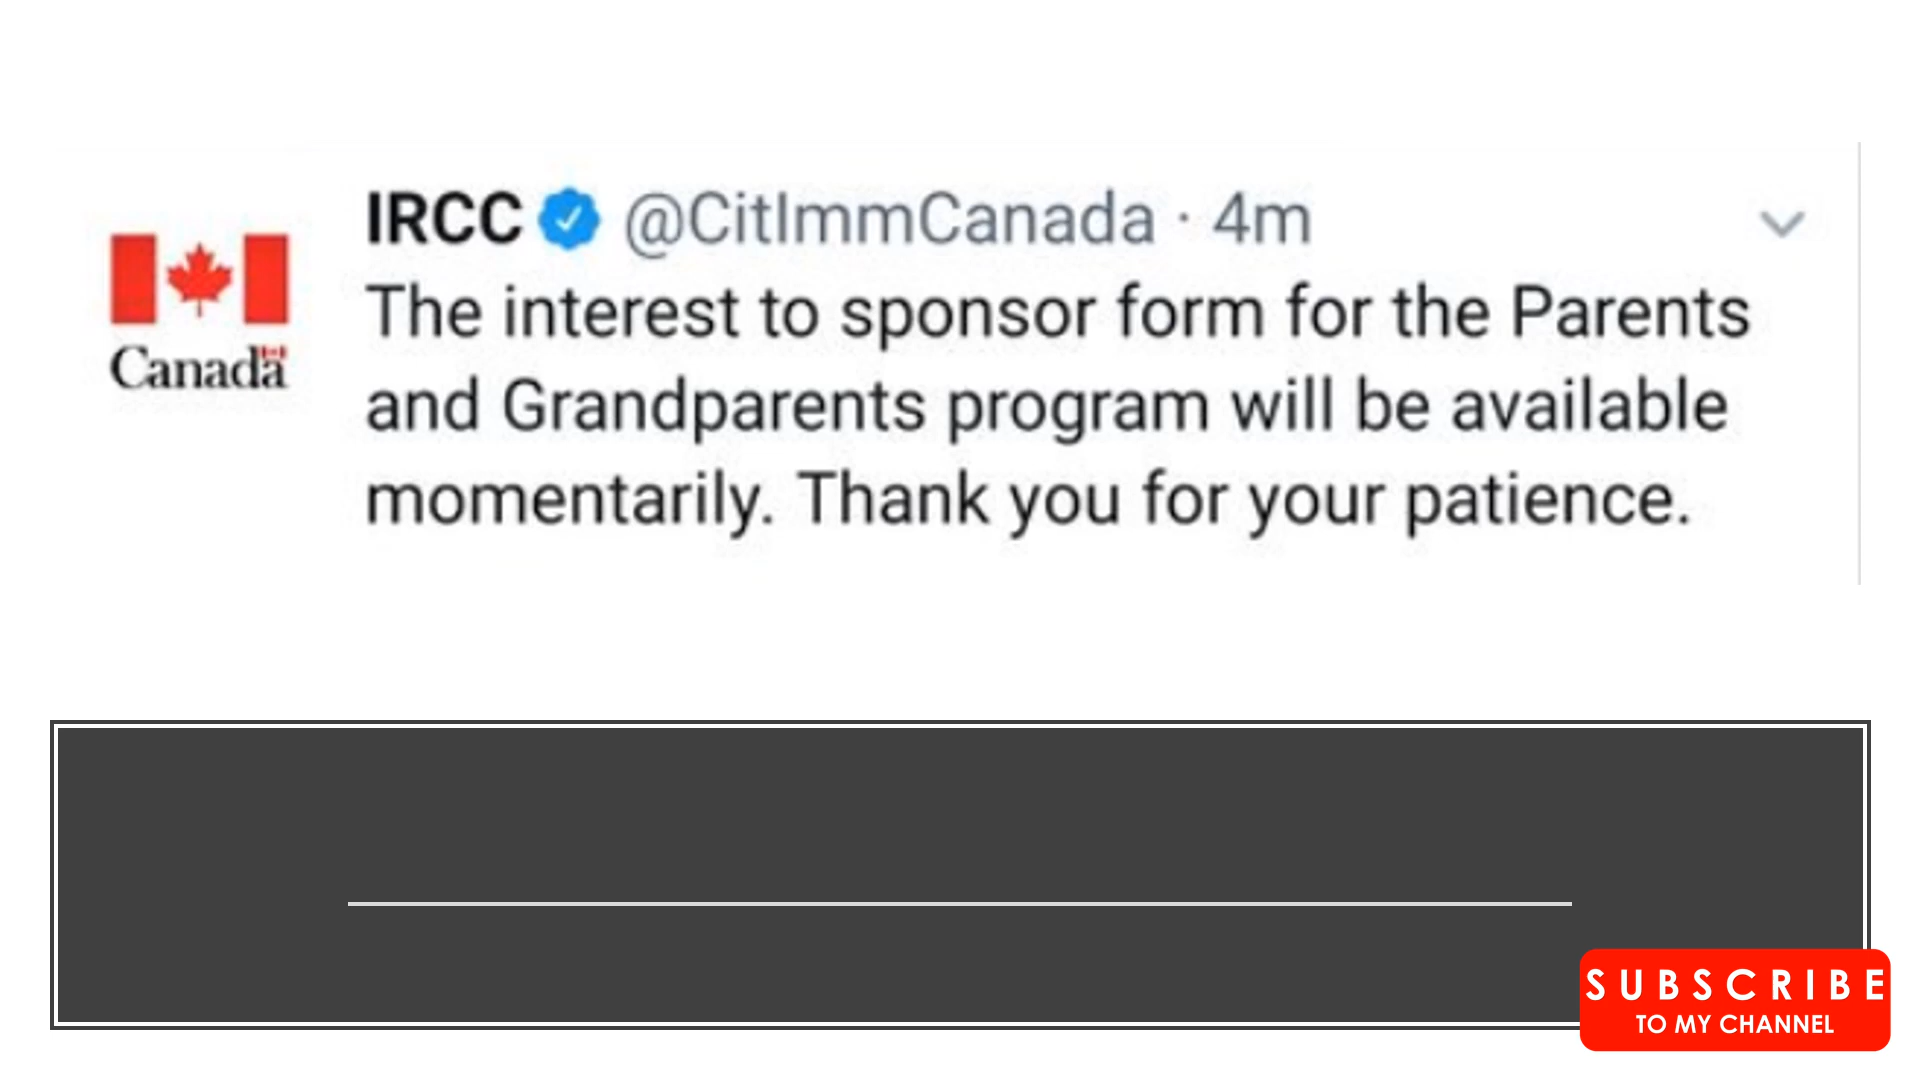 IRCC @CitImmCanada · 4m
The interest to sponsor form for the Parents
and Grandparents program will be available
momentarily. Thank you for your patience.
Canada
SUBSCRIBE
TO MY CHANNEL